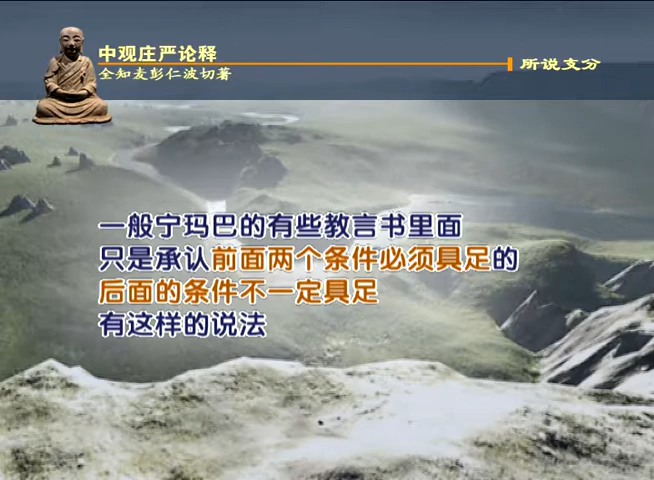 中观庄严论释
全知麦彭仁波切著
所说支分
一般宁玛巴的有些教言书里面
只是承认前面两个条件必须具足的
后面的条件不一定具足
有这样的说法